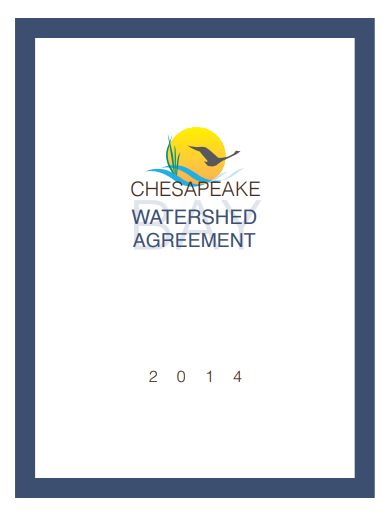 CHESAPEAKE
BAY
WATERSHED
AGREEMENT
2 0 1 4